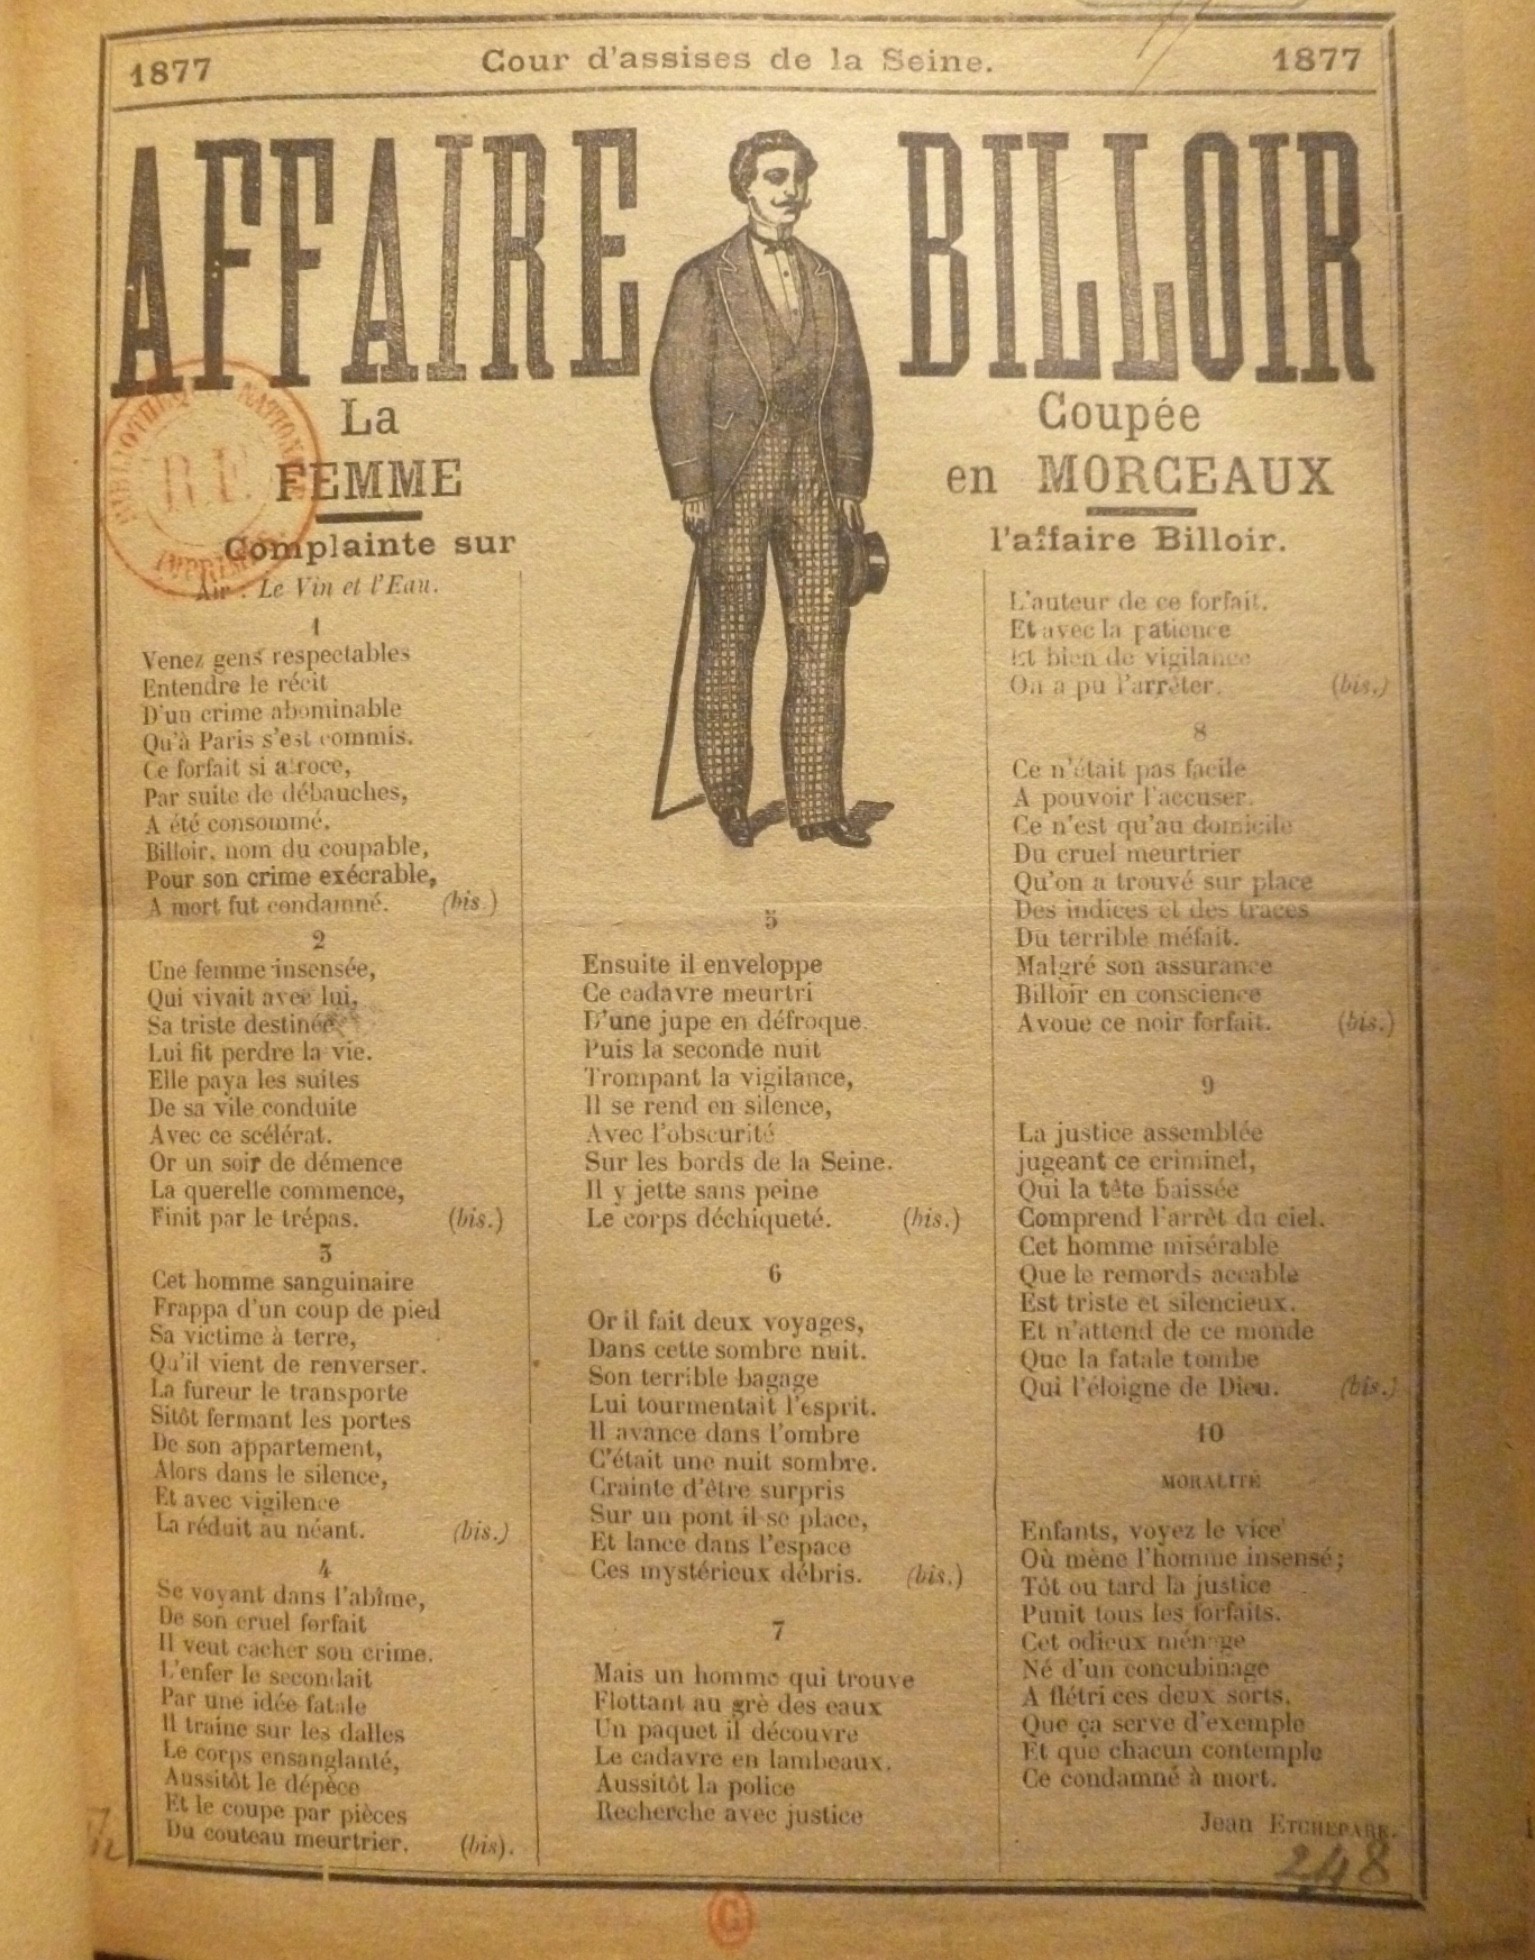 1877 Cour d'assises de la Seine. 1877
AFFAIRE BILLOIR
La Coupée
FEMME en MORCEAUX
Complainte sur l'affaire Billoir.
Air : Le Vin et l'Eau.
1
Venez gens respectables
Entendre le récit
D'un crime abominable
Qu'à Paris s'est commis.
Ce forfait si atroce,
Par suite de débauches,
A été consommé.
Billoir, nom du coupable,
Pour son crime exécrable,
A mort fut condamné. (bis.)
2
Une femme insensée,
Qui vivait avec lui,
Sa triste destinée
Lui fit perdre la vie.
Elle paya les suites
De sa vile conduite
Avec ce scélérat.
Or un soir de démence
La querelle commence,
Finit par le trépas. (bis.)
3
Cet homme sanguinaire
Frappa d'un coup de pied
Sa victime à terre,
Qu'il vient de renverser.
La fureur le transporte
Sitôt fermant les portes
De son appartement,
Alors dans le silence,
Et avec vigilence
La réduit au néant. (bis.)
4
Se voyant dans l'abîme,
De son cruel forfait
Il veut cacher son crime.
L'enfer le secondait
Par une idée fatale
Il traine sur les dalles
Le corps ensanglanté,
Aussitôt le dépèce
Et le coupe par pièces
Du couteau meurtrier. (bis).
5
Ensuite il enveloppe
Ce cadavre meurtri
D'une jupe en défroque.
Puis la seconde nuit
Trompant la vigilance,
Il se rend en silence,
Avec l'obscurité
Sur les bords de la Seine.
Il y jette sans peine
Le corps déchiqueté. (bis.)
6
Or il fait deux voyages,
Dans cette sombre nuit.
Son terrible bagage
Lui tourmentait l'esprit.
Il avance dans l'ombre
C'était une nuit sombre.
Crainte d'être surpris
Sur un pont il se place,
Et lance dans l'espace
Ces mystérieux débris. (bis.)
7
Mais un homme qui trouve
Flottant au grè des eaux
Un paquet il découvre
Le cadavre en lambeaux.
Aussitôt la police
Recherche avec justice
L'auteur de ce forfait.
Et avec la patience
Et bien de vigilance
On a pu l'arrêter. (bis.)
8
Ce n'était pas facile
A pouvoir l'accuser.
Ce n'est qu'au domicile
Du cruel meurtrier
Qu'on a trouvé sur place
Des indices et des traces
Du terrible méfait.
Malgré son assurance
Billoir en conscience
Avoue ce noir forfait. (bis.)
9
La justice assemblée
jugeant ce criminel,
Qui la tête baissée
Comprend l'arrêt du ciel.
Cet homme misérable
Que le remords accable
Est triste et silencieux.
Et n'attend de ce monde
Que la fatale tombe
Qui l'éloigne de Dieu. (bis.)
10
MORALITÉ
Enfants, voyez le vice
Où mène l'homme insensé;
Tôt ou tard la justice
Punit tous les forfaits.
Cet odieux ménage
Né d'un concubinage
A flétri ces deux sorts.
Que ça serve d'exemple
Et que chacun contemple
Ce condamné à mort.
Jean ETCHEPARE.
248
BIBLIOTHEQUE NATIONALE
R.F.
IMPRIMÉS
G